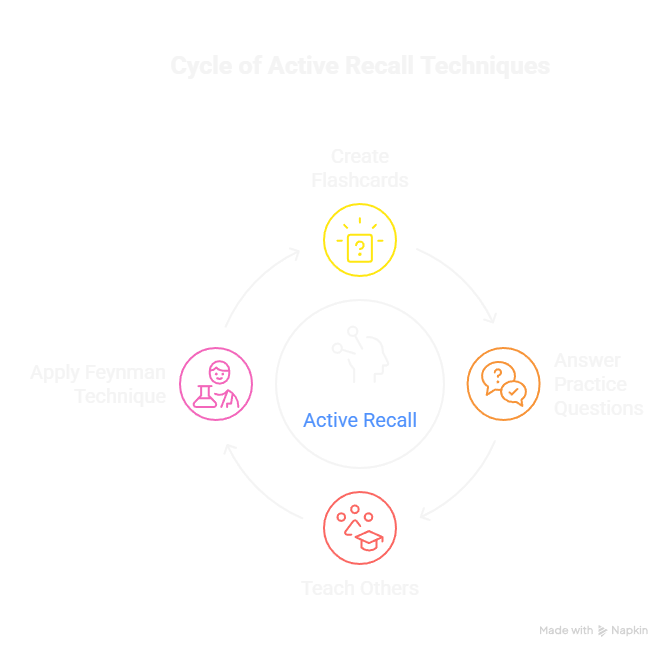 Cycle of Active Recall Techniques
Create
Flashcards
Answer
Practice
Questions
Apply Feynman
Technique
Active Recall
Teach Others
Made with Napkin